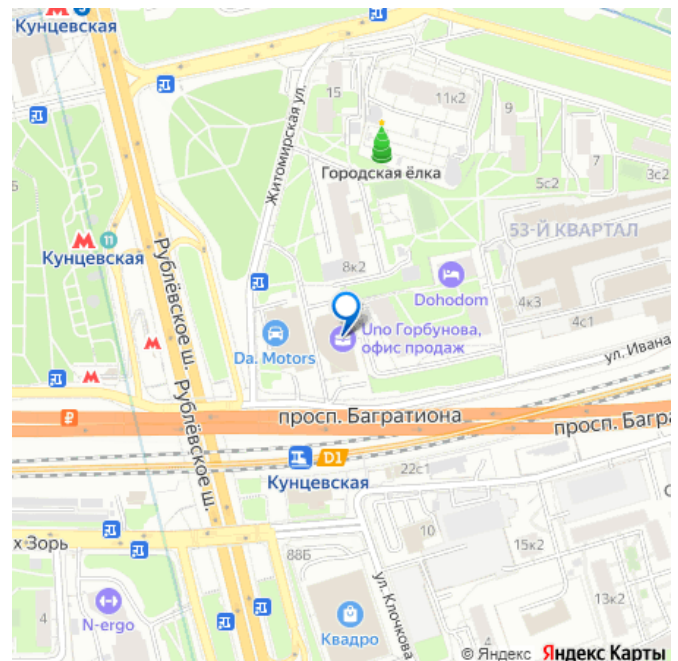 Кунцевская
15
11к2
9
Житомирская ул.
Городская ёлка
7
3с2
5с2
53-Й КВАРТАЛ
11
Кунцевская
Рублёвское ш.
8к2
Dohodom
4к3
4с1
Uno Горбунова,
офис продаж
Da. Motors
ул. Ивана
₽
просп. Багратиона
просп. Багр
Рублёвское ш.
D1
Кунцевская
22с1
х Зорь
10
15к2
88Б
ул. Клочкова
13к2
4
N-ergo
Квадро
© Яндекс Яндекс Карты